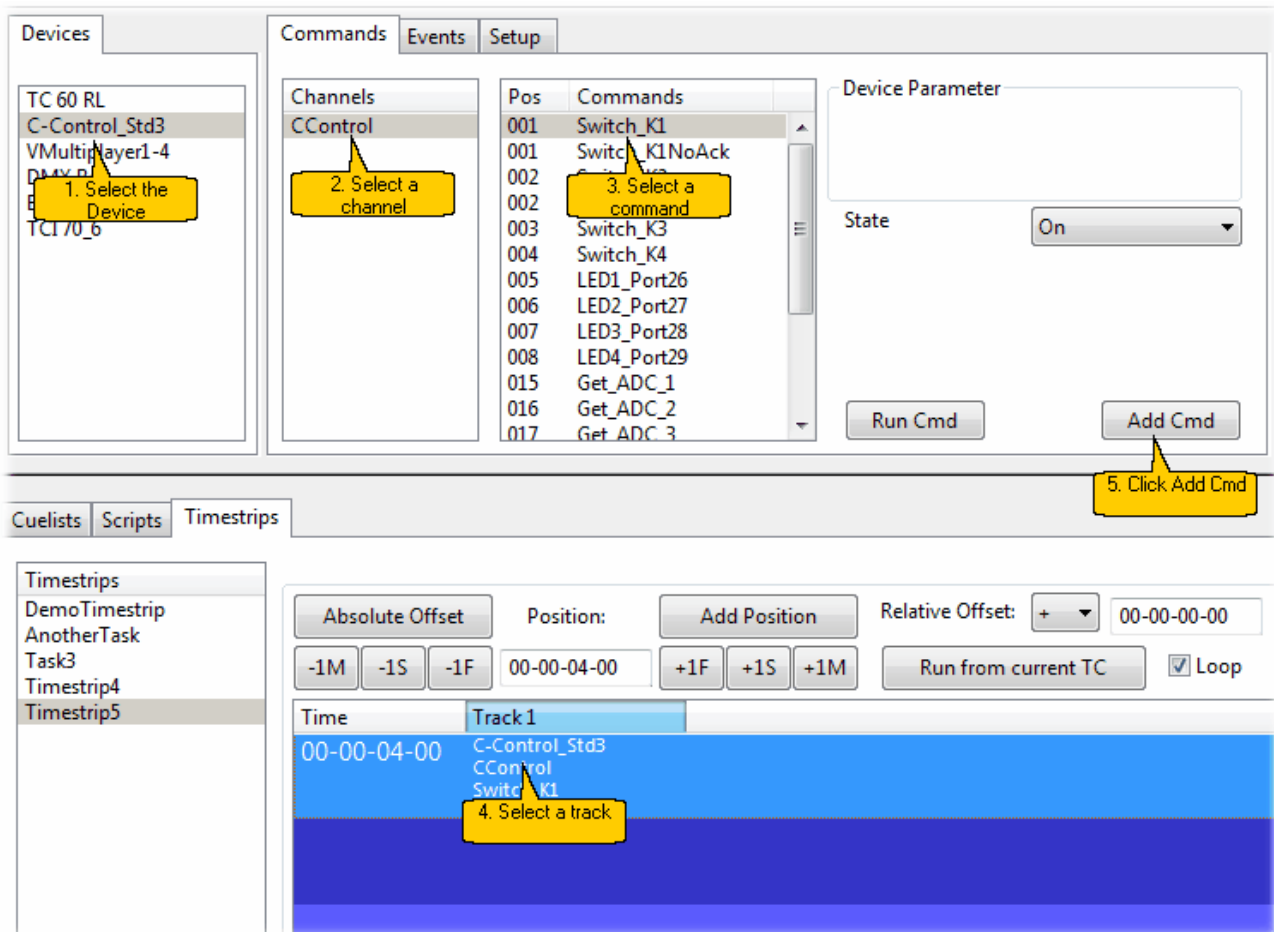 Devices
TC 60 RL
C-Control_Std3
VMultiplayer1-4
1. Select the
Device
TCI 70_6
Commands Events Setup
Channels
CControl
2. Select a
channel
Pos Commands
001 Switch_K1
001 Switch_K1NoAck
002
3. Select a
002
command
003 Switch_K3
004 Switch_K4
005 LED1_Port26
006 LED2_Port27
007 LED3_Port28
008 LED4_Port29
015 Get_ADC_1
016 Get_ADC_2
017 Get_ADC_3
Device Parameter
State On
Run Cmd Add Cmd
5. Click Add Cmd
Cuelists Scripts Timestrips
Timestrips
DemoTimestrip
AnotherTask
Task3
Timestrip4
Timestrip5
Absolute Offset Position: Add Position Relative Offset: + 00-00-00-00
-1M -1S -1F 00-00-04-00 +1F +1S +1M Run from current TC Loop
Time Track 1
00-00-04-00 C-Control_Std3
CControl
Switch_K1
4. Select a track